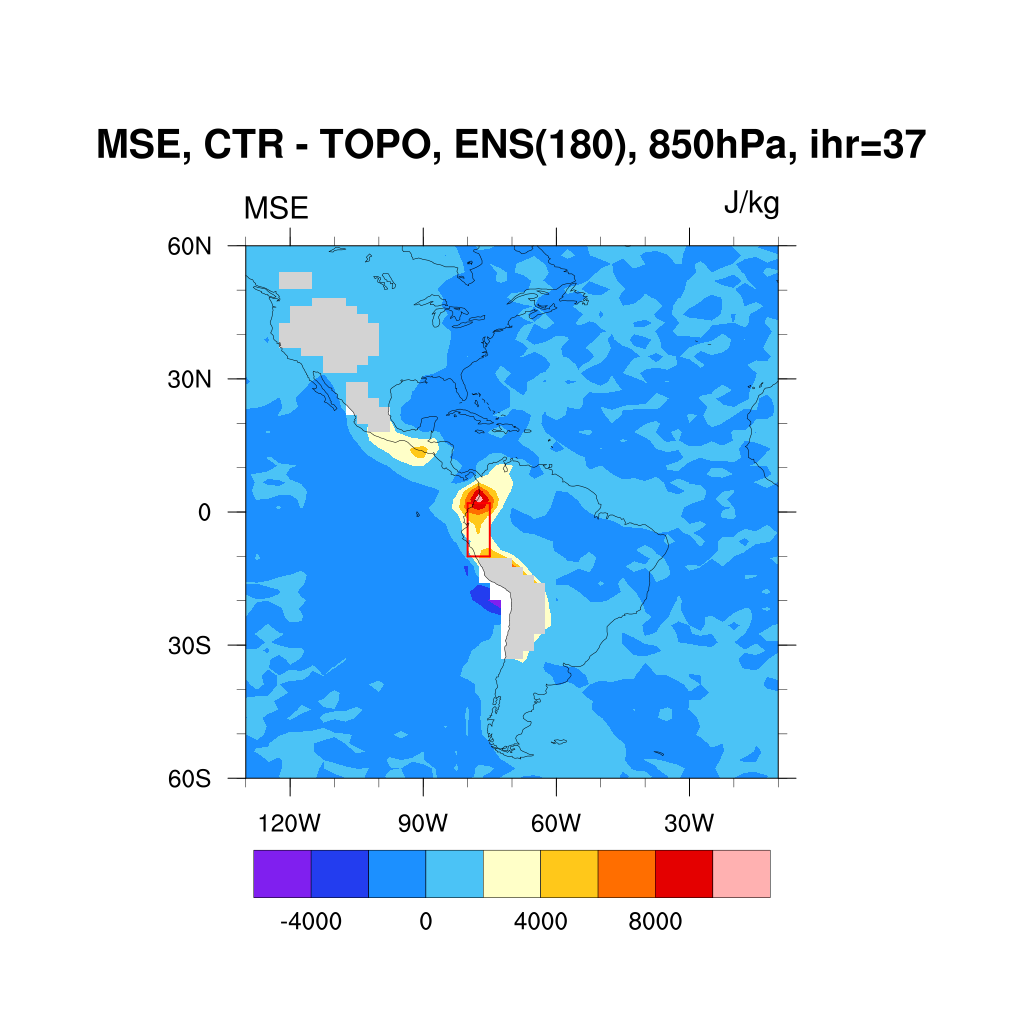 MSE, CTR - TOPO, ENS(180), 850hPa, ihr=37
MSE J/kg
60N
30N
0
30S
60S
120W 90W 60W 30W
-4000 0 4000 8000